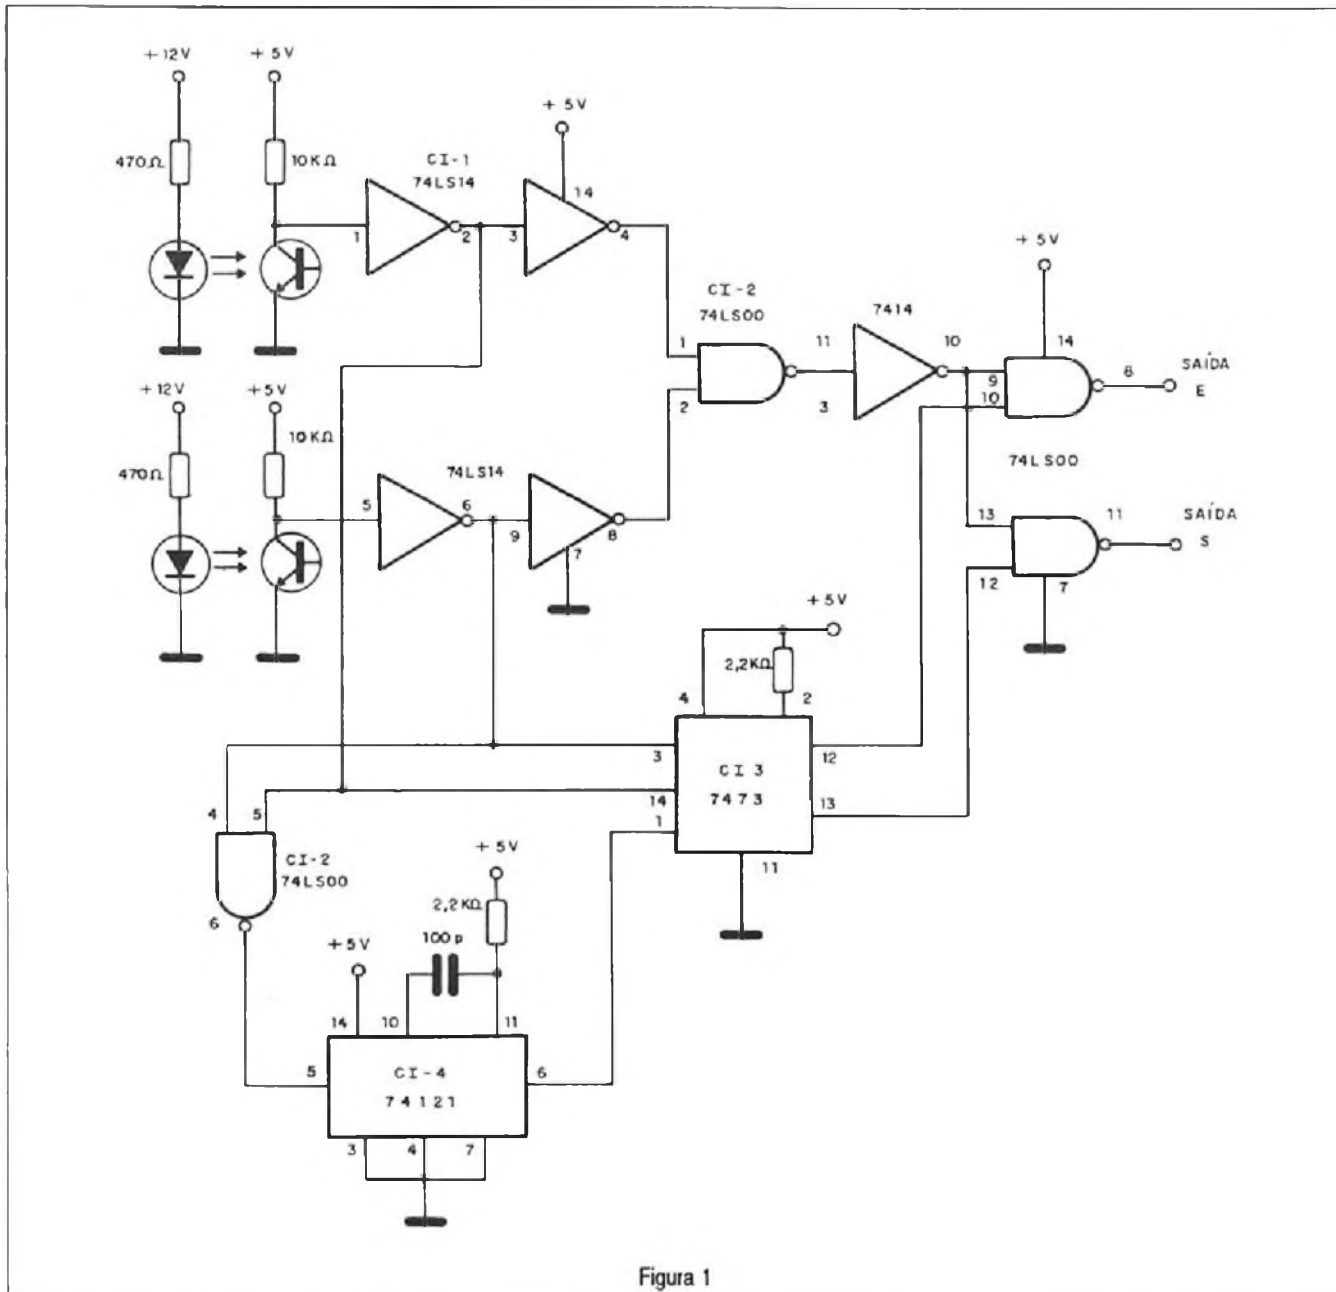 +12V
+5V
+5V
470Ω
10KΩ
CI-1
74LS14
14
1
2
3
4
+5V
CI-2
74LS00
7414
14
1
11
10
9
10
8
SAÍDA
E
2
3
+12V
+5V
10KΩ
470Ω
74LS14
74LS00
5
6
9
8
7
13
11
SAÍDA
S
12
7
+5V
2,2KΩ
4
2
3
12
CI 3
7473
14
13
1
11
4
5
CI-2
74LS00
6
+5V
2,2KΩ
100p
+5V
14
10
11
5
CI-4
6
74121
3
4
7
Figura 1